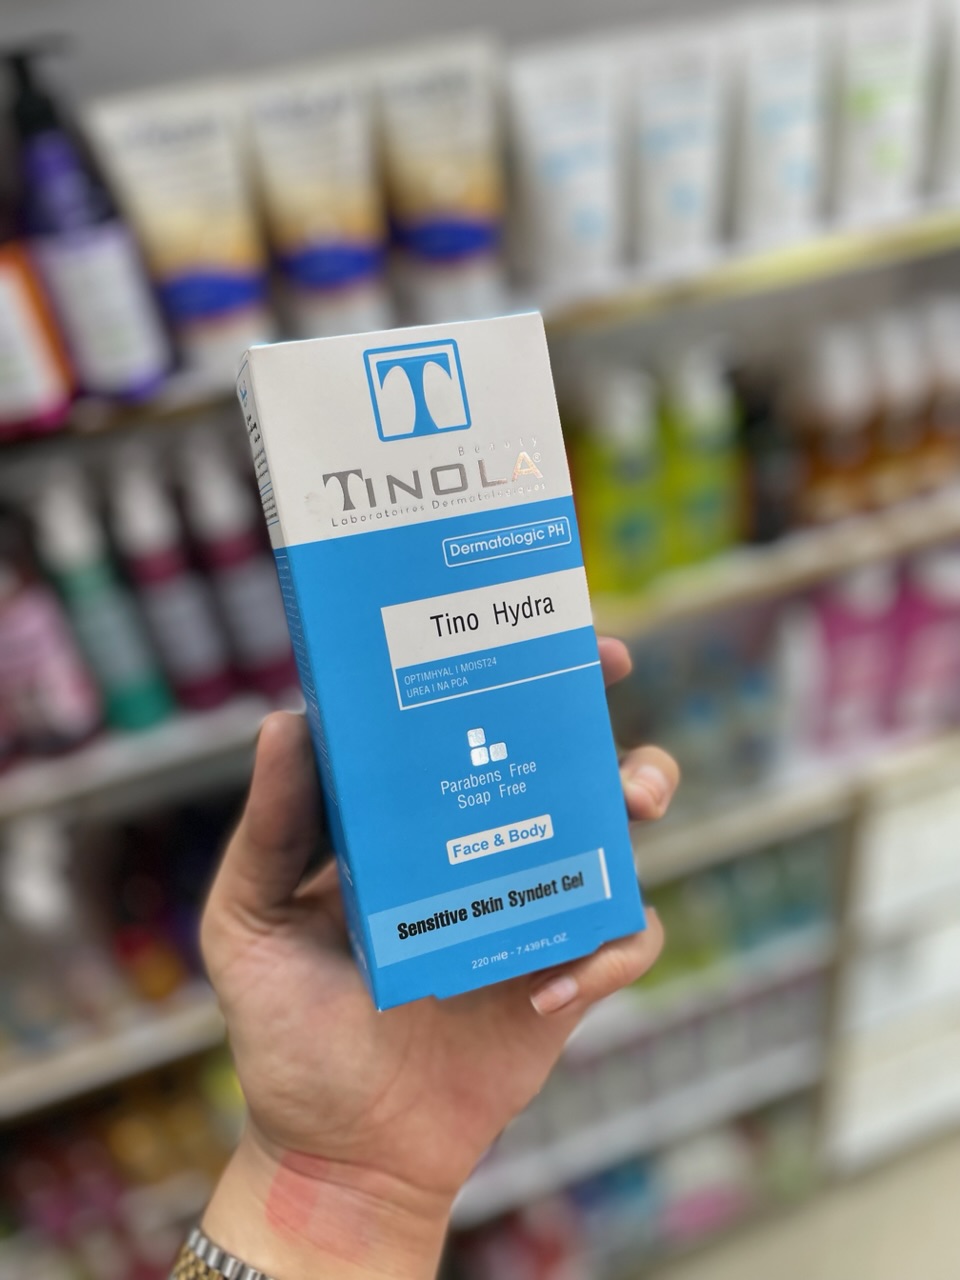 T
Beauty
TINOLA®
Laboratoires Dermatologiques
Dermatologic PH
Tino Hydra
OPTIMHYAL I MOIST24
UREA I NA PCA
Parabens Free
Soap Free
Face & Body
Sensitive Skin Syndet Gel
220 mle - 7.439 FL.OZ.